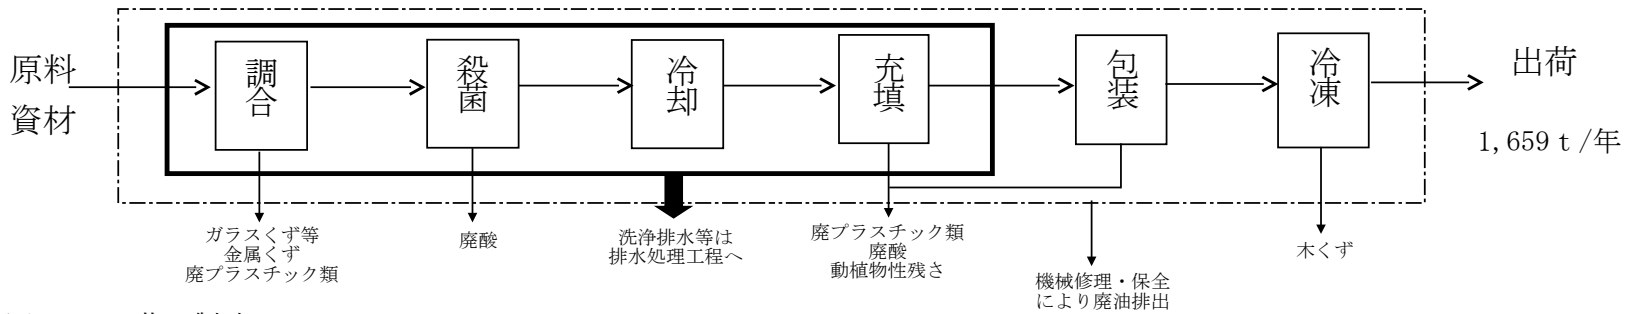 原料
資材
調合
殺菌
冷却
充填
包装
冷凍
出荷
1,659 t /年
ガラスくず等
金属くず
廃プラスチック類
廃酸
洗浄排水等は
排水処理工程へ
廃プラスチック類
廃酸
動植物性残さ
機械修理・保全
により廃油排出
木くず